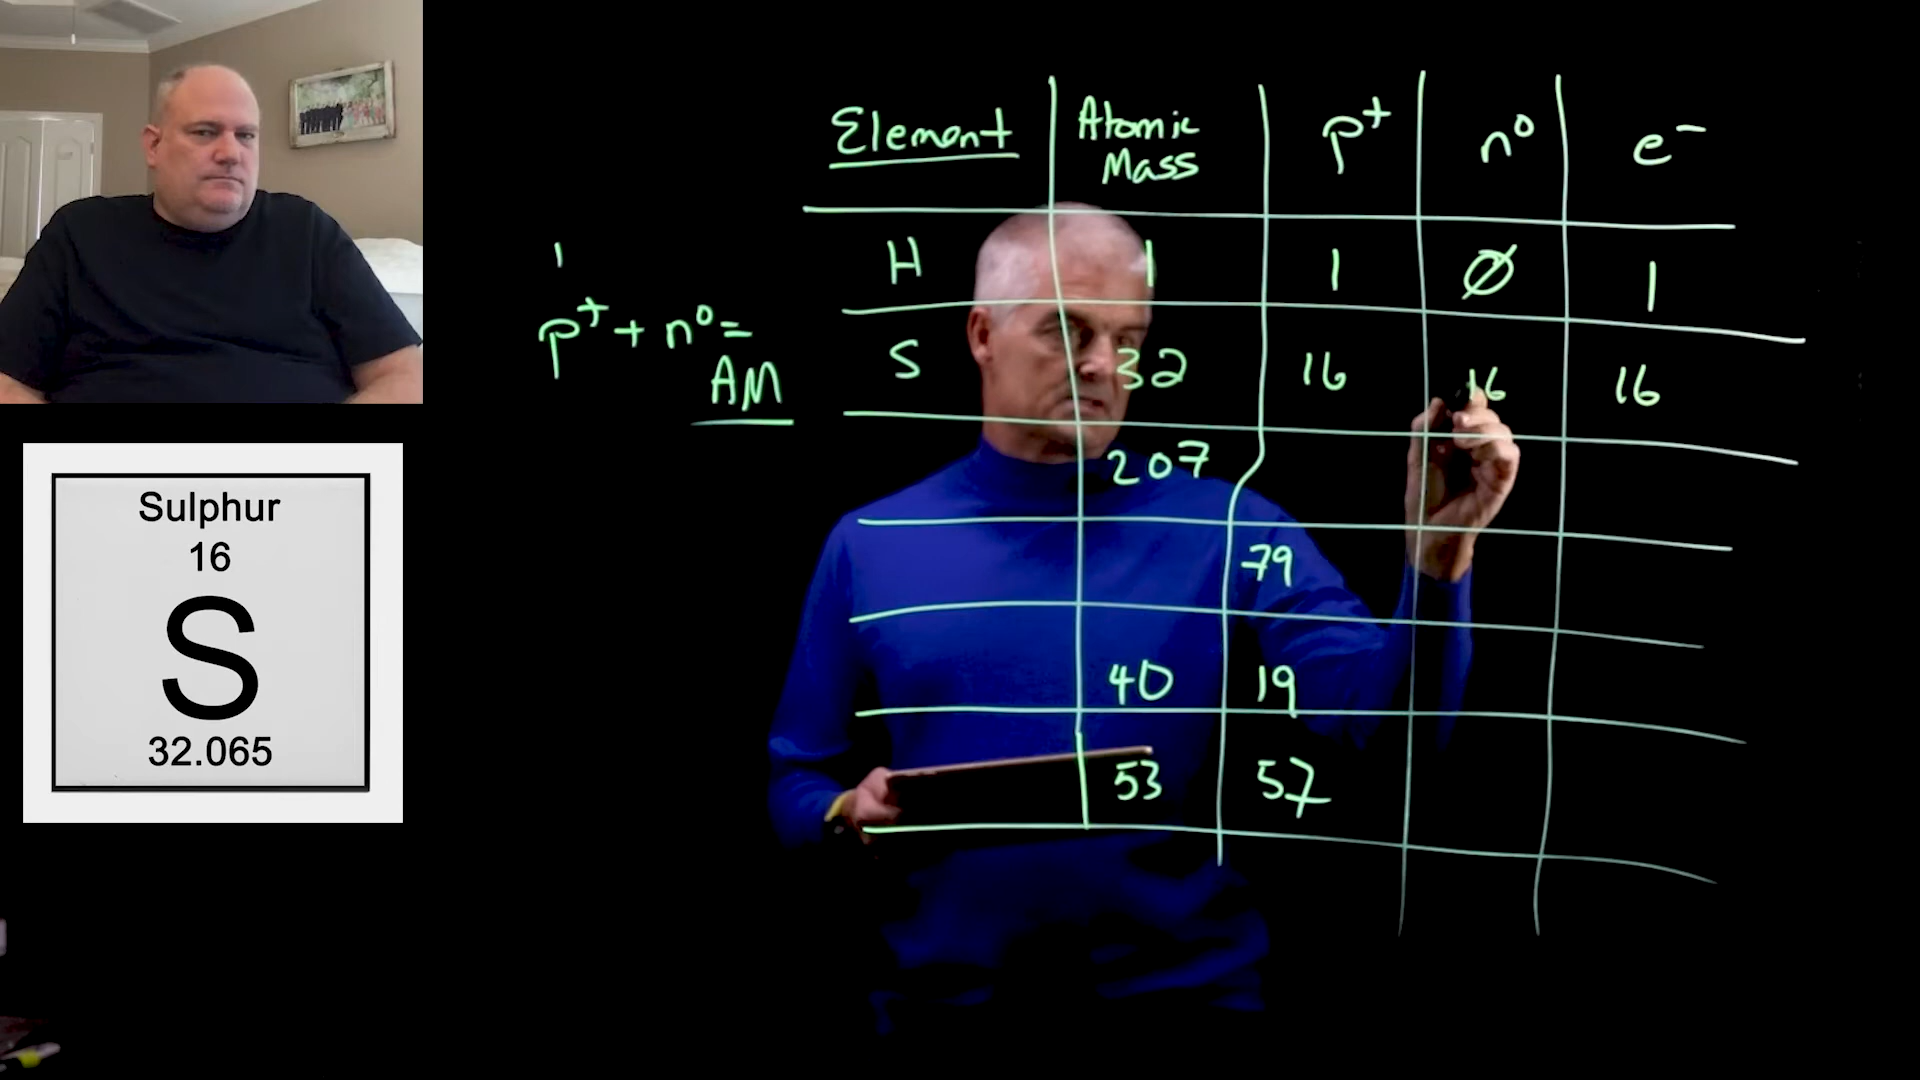 Element Atomic Mass p+ n⁰ e-
H 1 1 Ø 1
1
p+ + n⁰ =
AM
S 32 16 16 16
207
79
40 19
53 57
Sulphur
16
S
32.065